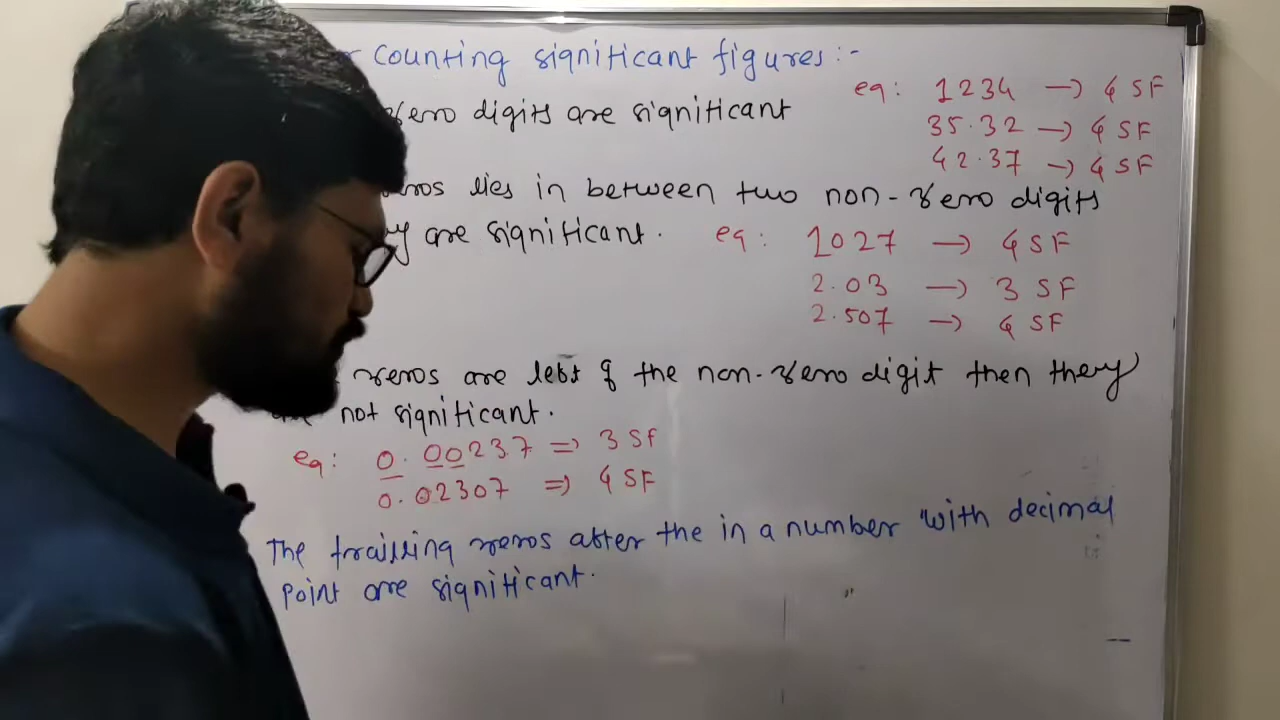 counting significant figures :-
zero digits are significant
eg: 1234 → 4 SF
35.32 → 4 SF
42.37 → 4 SF
lies in between two non-zero digits
are significant. eg: 1027 → 4 SF
2.03 → 3 SF
2.507 → 4 SF
zeros are left of the non-zero digit then they
not significant.
eg: 0.00237 => 3 SF
0.02307 => 4 SF
The trailling zeros after the in a number with decimal
point are significant.